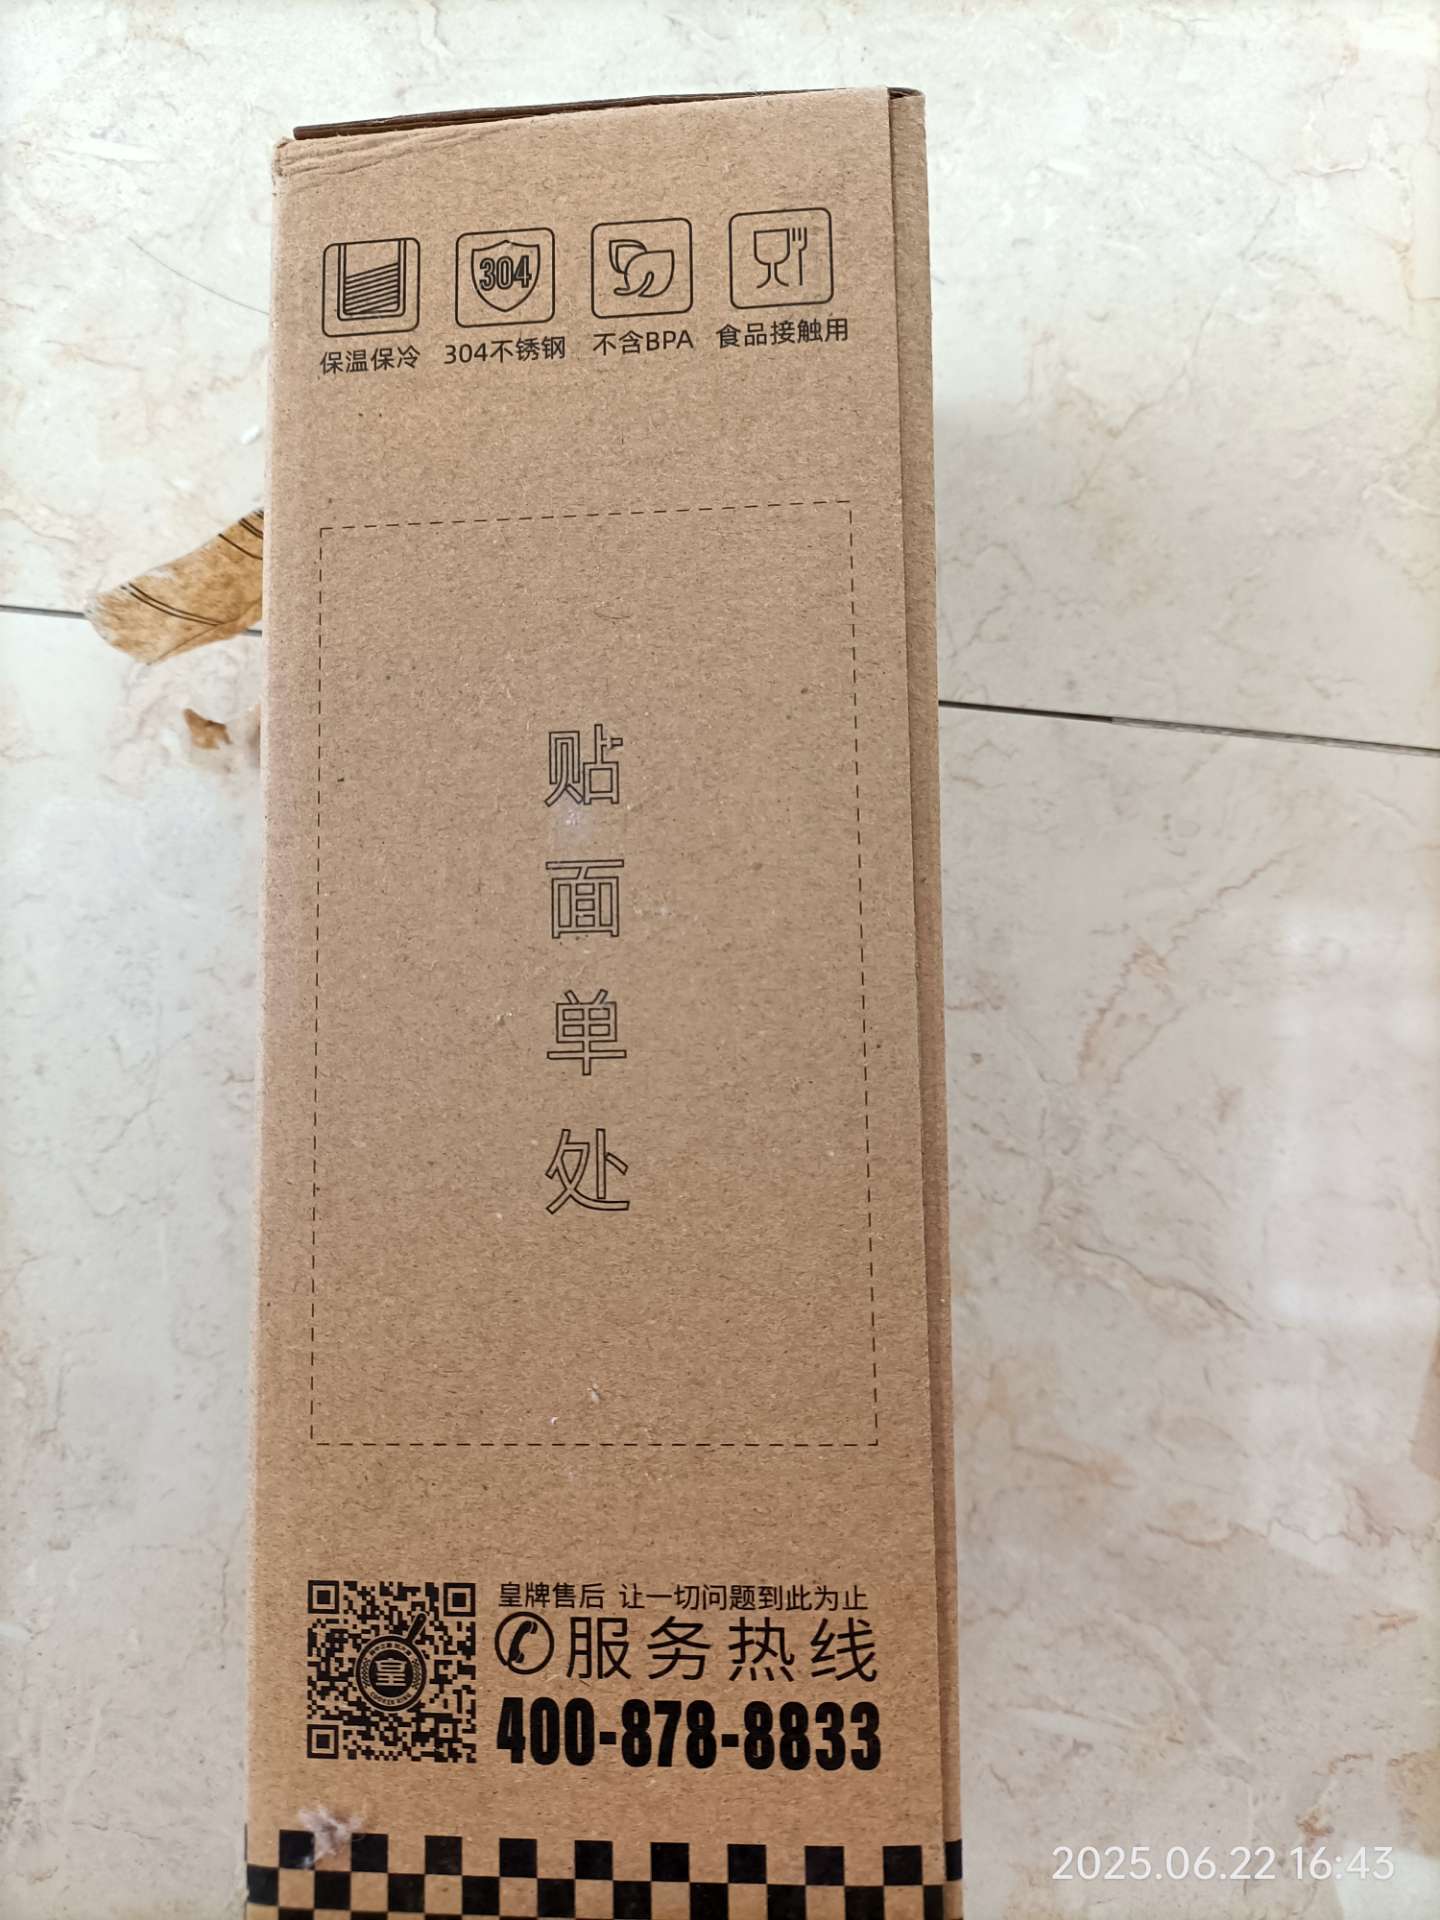 304
保温保冷 304不锈钢 不含BPA 食品接触用
贴
面
单
处
皇牌售后 让一切问题到此为止
服务热线
皇
400-878-8833
2025.06.22 16:43